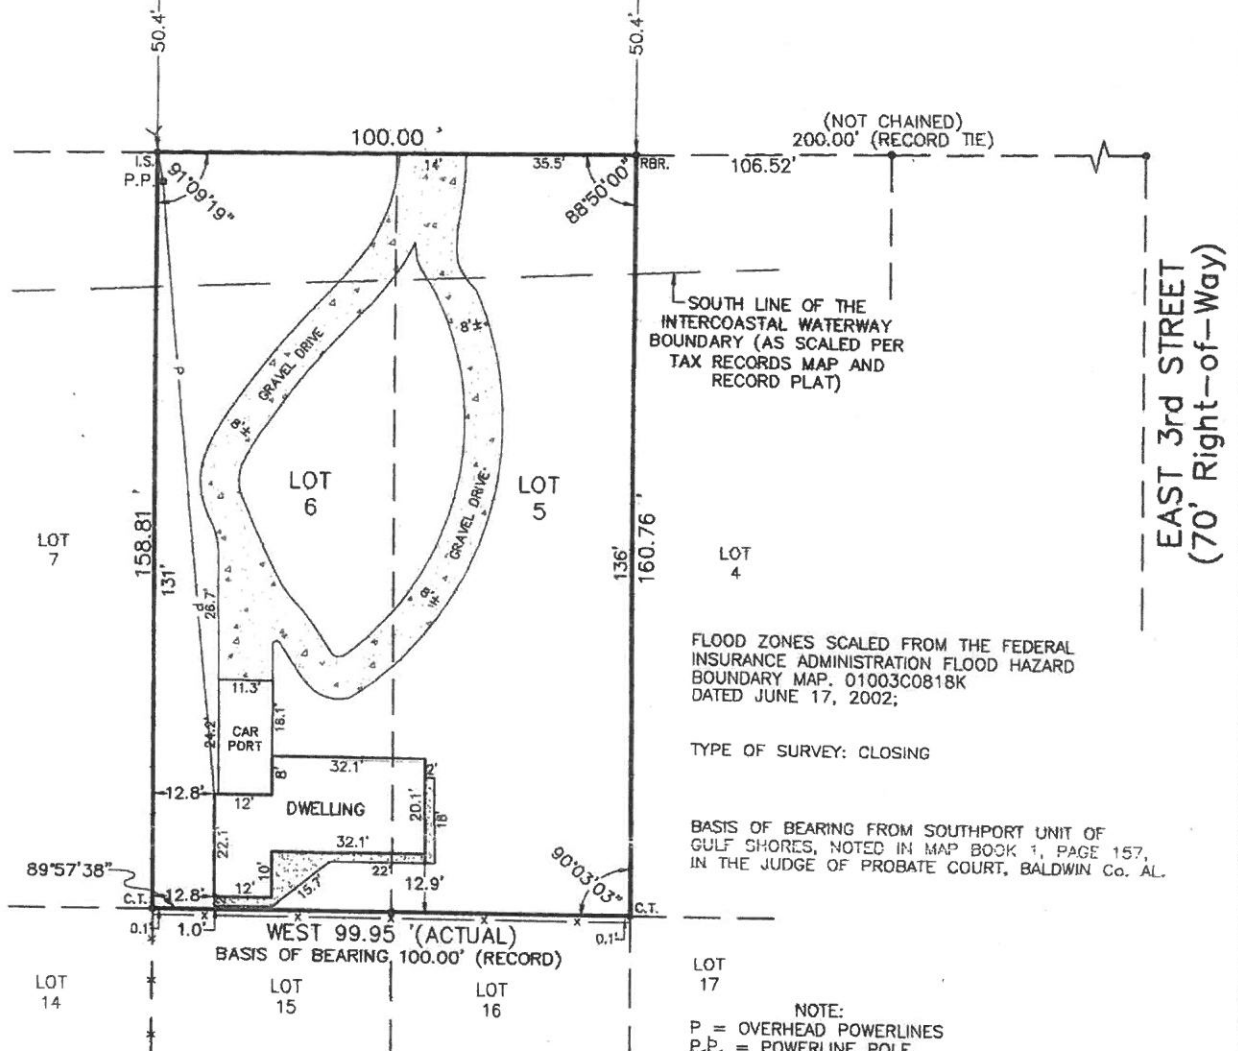 50.4'
50.4'
(NOT CHAINED)
200.00' (RECORD TIE)
100.00 '
I.S.
14'
35.5'
RBR.
106.52'
P.P.
91°09'19"
88°50'00"
EAST 3rd STREET
(70' Right-of-Way)
SOUTH LINE OF THE
INTERCOASTAL WATERWAY
BOUNDARY (AS SCALED PER
TAX RECORDS MAP AND
RECORD PLAT)
8'±
GRAVEL DRIVE
P
8'±
LOT
6
LOT
5
GRAVEL DRIVE
158.81 '
131'
136'
160.76 '
LOT
7
LOT
4
8'±
26.7'
P
FLOOD ZONES SCALED FROM THE FEDERAL
INSURANCE ADMINISTRATION FLOOD HAZARD
BOUNDARY MAP. 01003C0818K
DATED JUNE 17, 2002;
11.3'
24.2'
CAR
PORT
18.1'
TYPE OF SURVEY: CLOSING
8'
32.1'
2'
12.8'
12'
DWELLING
20.1'
18'
22.1'
32.1'
BASIS OF BEARING FROM SOUTHPORT UNIT OF
GULF SHORES, NOTED IN MAP BOOK 1, PAGE 157,
IN THE JUDGE OF PROBATE COURT, BALDWIN Co. AL.
89°57'38"
10'
22'
12.9'
90°03'03"
12.8'
12'
15.7'
C.T.
C.T.
0.1'
1.0'
WEST 99.95 '(ACTUAL)
0.1'
BASIS OF BEARING 100.00' (RECORD)
LOT
14
LOT
15
LOT
16
LOT
17
NOTE:
P = OVERHEAD POWERLINES
P.P. = POWERLINE POLE